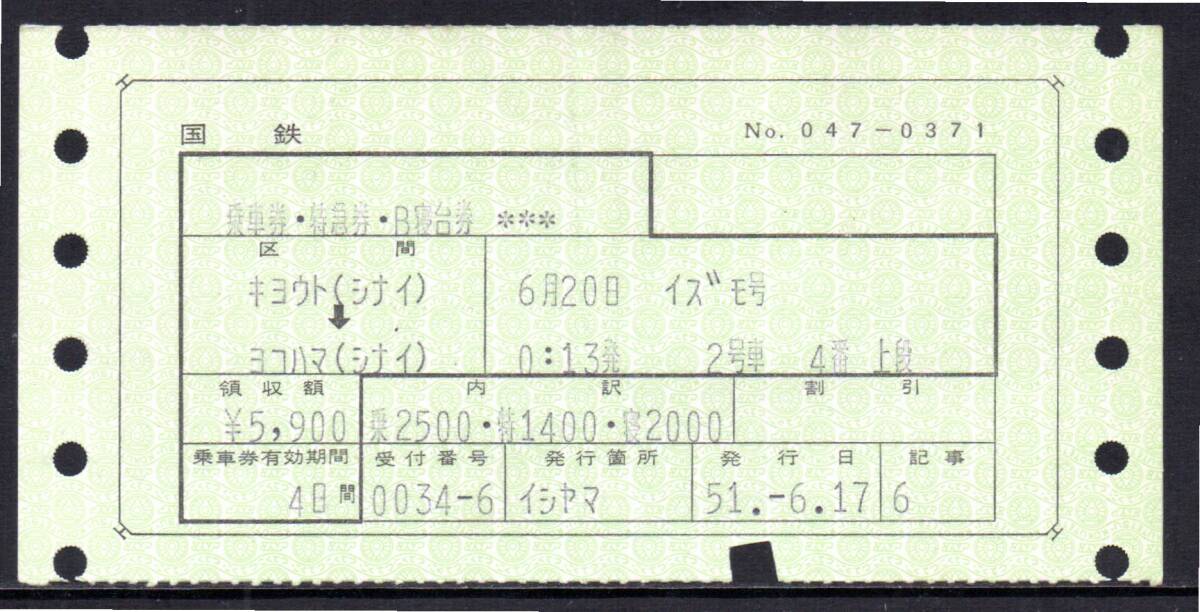 国鉄 No. 047-0371
乗車券・特急券・B寝台券 ***
区間
キヨウト(シナイ) 6月20日 イズモ号
⬇
ヨコハマ(シナイ) 0:13発 2号車 4番 上段
領収額 内訳 割引
¥5,900 乗2500・特1400・寝2000
乗車券有効期間 受付番号 発行箇所 発行日 記事
4日間 0034-6 イシヤマ 51.-6.17 6